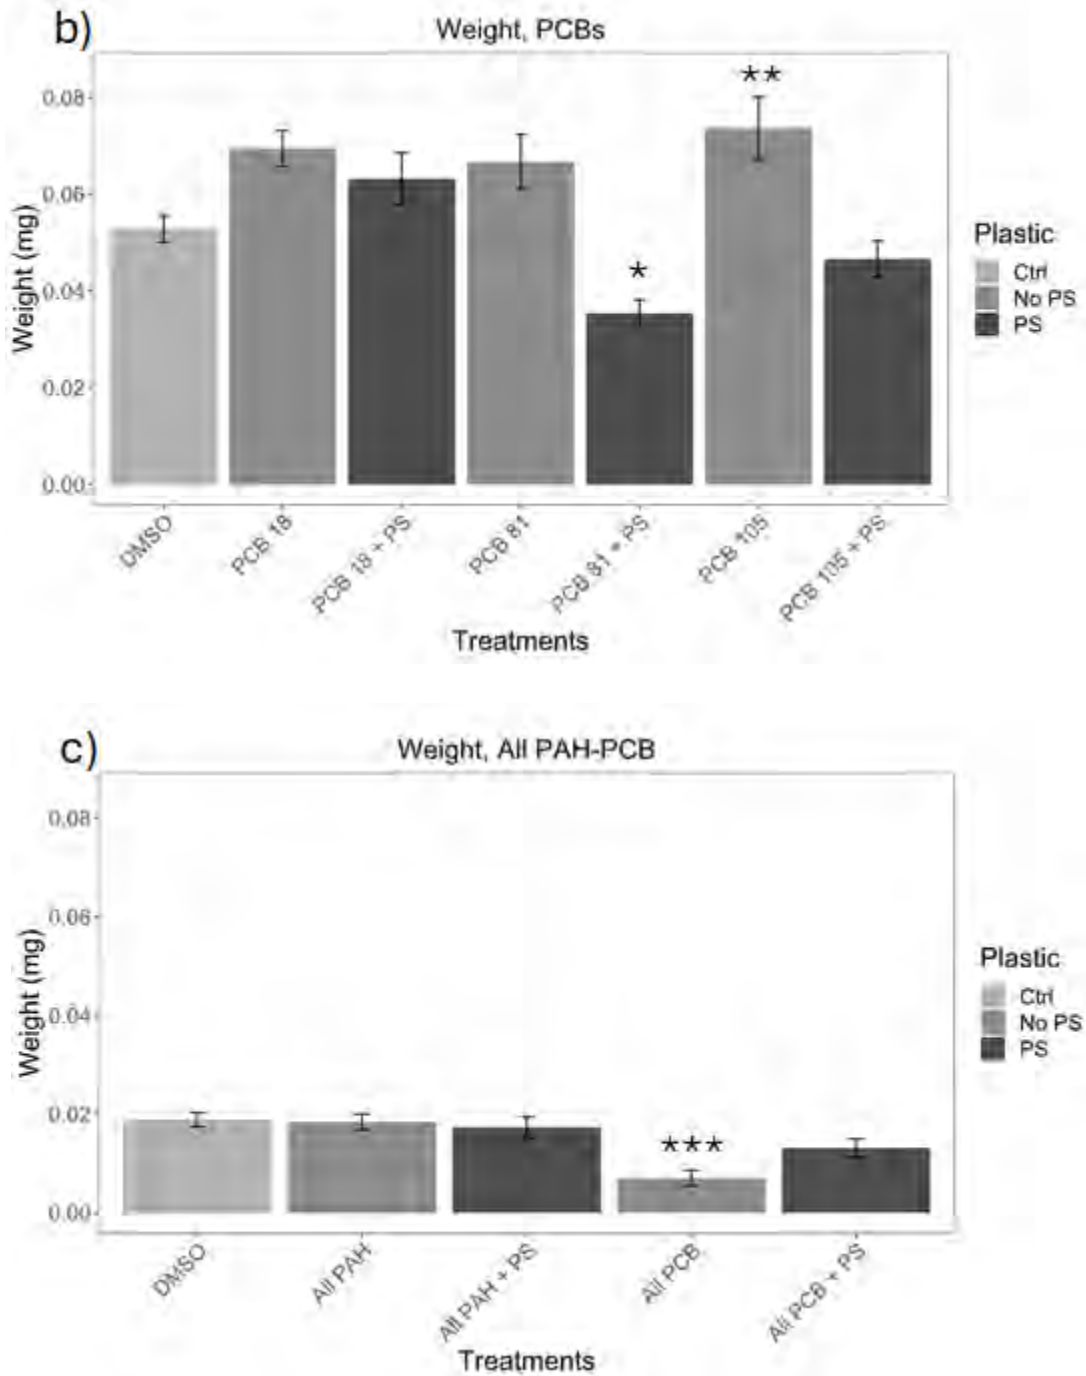 b)
Weight, PCBs
**
*
0.08
0.06
0.04
0.02
0.00
Weight (mg)
DMSO
PCB 18
PCB 18 + PS
PCB 81
PCB 81 + PS
PCB 105
PCB 105 + PS
Treatments
Plastic
Ctrl
No PS
PS
c)
Weight, All PAH-PCB
***
0.08
0.06
0.04
0.02
0.00
Weight (mg)
DMSO
All PAH
All PAH + PS
All PCB
All PCB + PS
Treatments
Plastic
Ctrl
No PS
PS